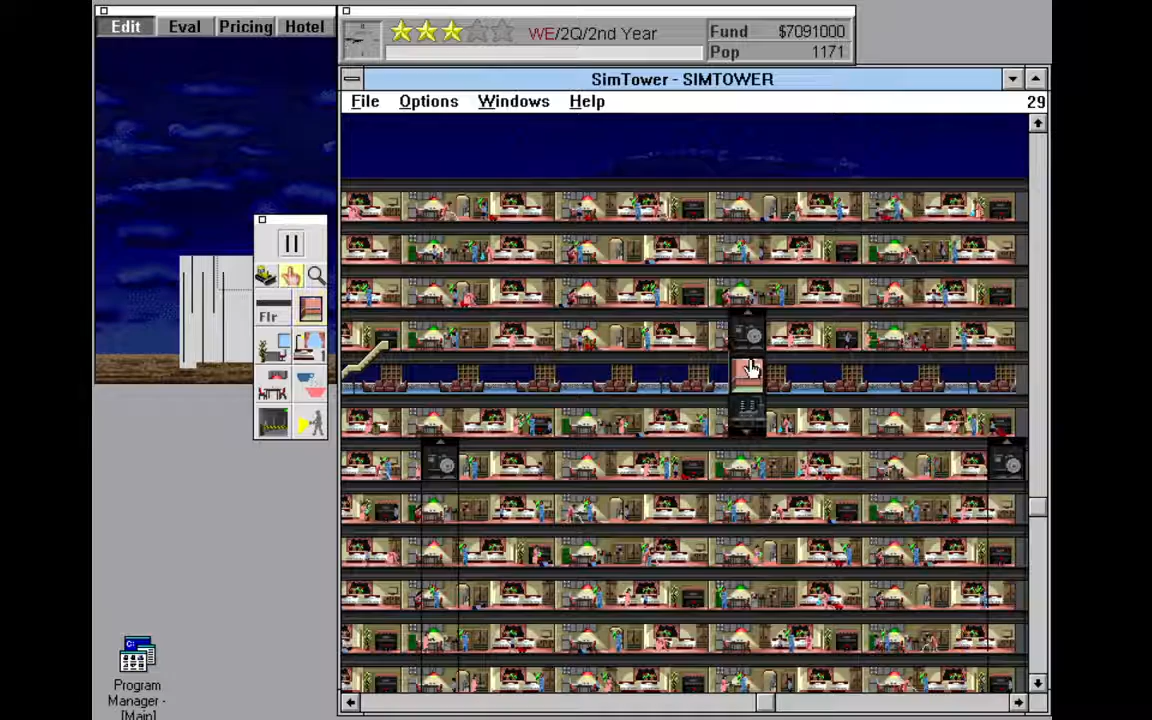 Edit Eval Pricing Hotel
WE/2Q/2nd Year
Fund $7091000
Pop 1171
SimTower - SIMTOWER
File Options Windows Help
29
Flr
C:\
Program
Manager -
[Main]